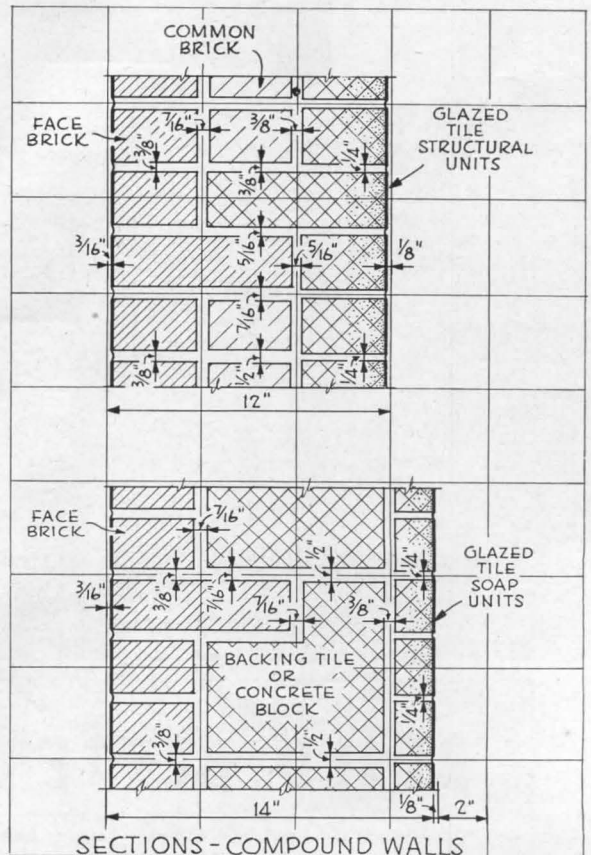 COMMON
BRICK
FACE
BRICK
7/16"
3/8"
GLAZED
TILE
STRUCTURAL
UNITS
3/8"
3/8"
1/4"
3/16"
5/16"
5/16"
1/8"
7/16"
3/8"
1/2"
1/4"
12"
FACE
BRICK
7/16"
1/2"
1/4"
GLAZED
TILE
SOAP
UNITS
3/16"
3/8"
7/16"
7/16"
3/8"
BACKING TILE
OR
CONCRETE
BLOCK
1/4"
3/8"
1/2"
14"
1/8"
2"
SECTIONS - COMPOUND WALLS